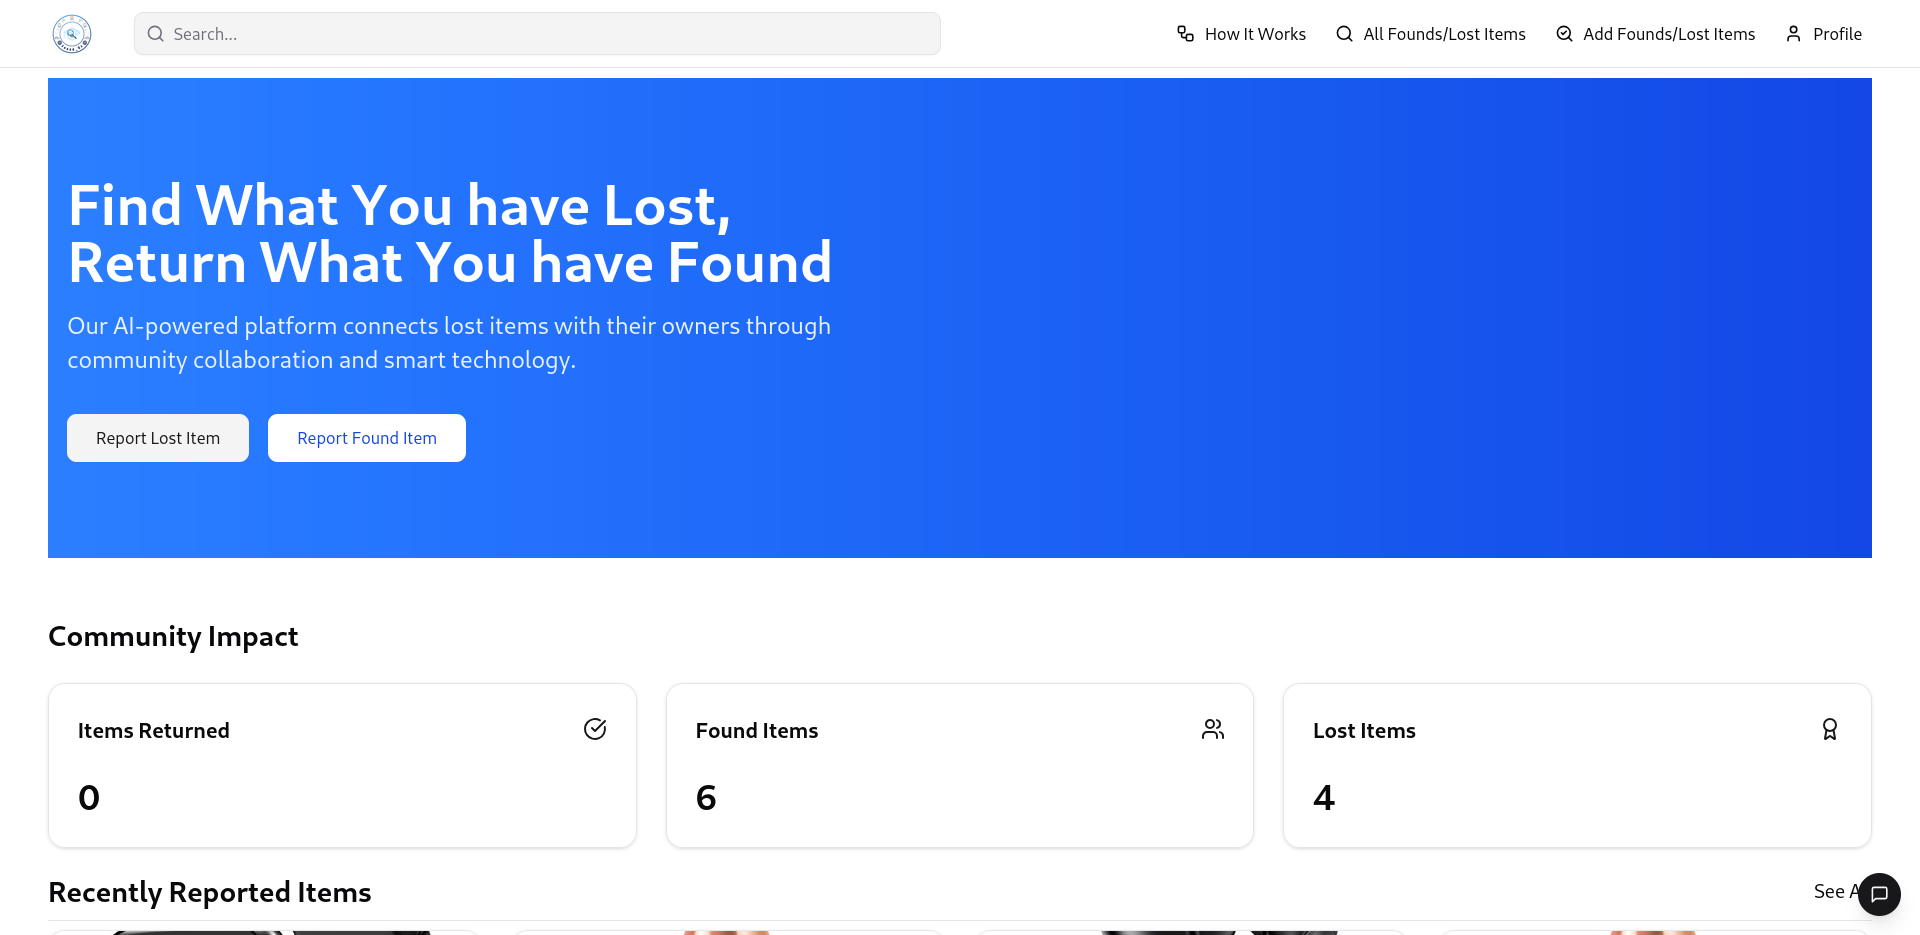 Search...
How It Works
All Founds/Lost Items
Add Founds/Lost Items
Profile
Find What You have Lost,
Return What You have Found
Our AI-powered platform connects lost items with their owners through
community collaboration and smart technology.
Report Lost Item
Report Found Item
Community Impact
Items Returned
Found Items
Lost Items
0
6
4
Recently Reported Items
See